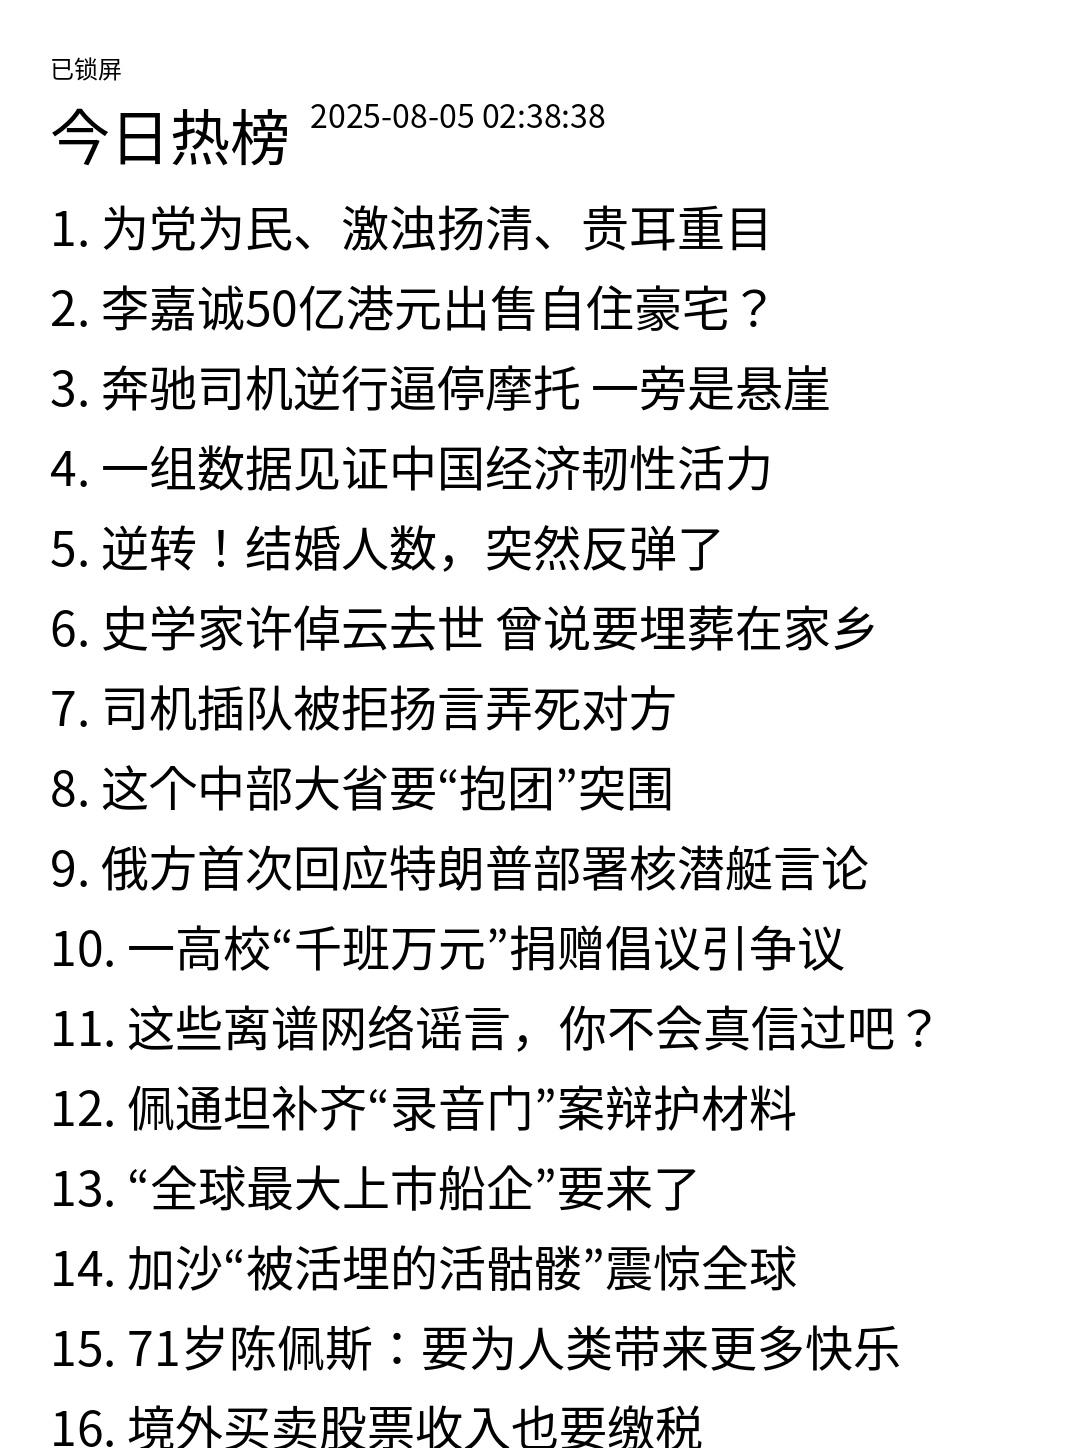 已锁屏
今日热榜 2025-08-05 02:38:38
1. 为党为民、激浊扬清、贵耳重目
2. 李嘉诚50亿港元出售自住豪宅？
3. 奔驰司机逆行逼停摩托 一旁是悬崖
4. 一组数据见证中国经济韧性活力
5. 逆转！结婚人数，突然反弹了
6. 史学家许倬云去世 曾说要埋葬在家乡
7. 司机插队被拒扬言弄死对方
8. 这个中部大省要“抱团”突围
9. 俄方首次回应特朗普部署核潜艇言论
10. 一高校“千班万元”捐赠倡议引争议
11. 这些离谱网络谣言，你不会真信过吧？
12. 佩通坦补齐“录音门”案辩护材料
13. “全球最大上市船企”要来了
14. 加沙“被活埋的活骷髅”震惊全球
15. 71岁陈佩斯：要为人类带来更多快乐
16. 境外买卖股票收入也要缴税